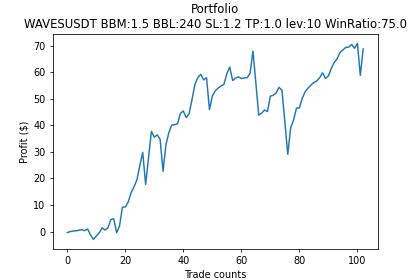 Portfolio
WAVESUSDT BBM:1.5 BBL:240 SL:1.2 TP:1.0 lev:10 WinRatio:75.0
70
60
50
40
30
20
10
0
Profit ($)
0 20 40 60 80 100
Trade counts